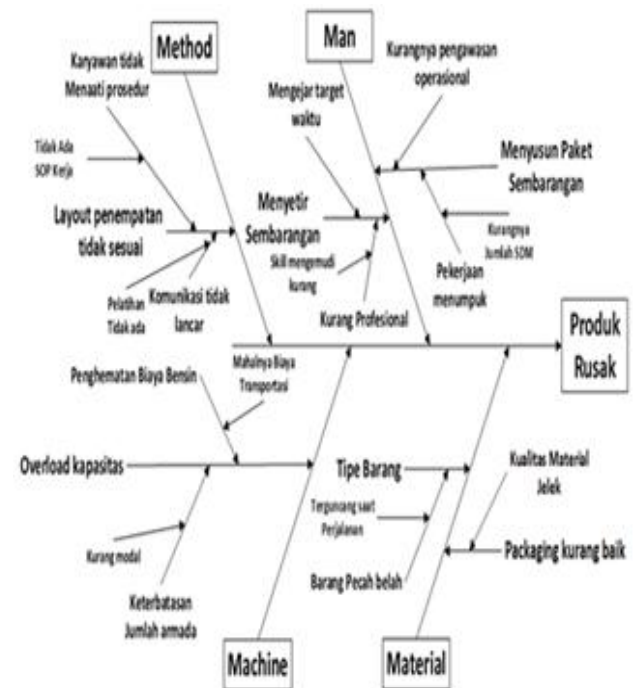 Method
Man
Karyawan tidak
Menaati prosedur
Kurangnya pengawasan
operasional
Mengejar target
waktu
Tidak Ada
SOP Kerja
Menyusun Paket
Sembarangan
Layout penempatan
tidak sesuai
Menyetir
Sembarangan
Skill mengemudi
kurang
Kurangnya
Jumlah SDM
Pekerjaan
menumpuk
Pelatihan
Tidak ada
Komunikasi tidak
lancar
Kurang Profesional
Produk
Rusak
Penghematan Biaya Bensin
Mahalnya Biaya
Transportasi
Overload kapasitas
Tipe Barang
Kualitas Material
Jelek
Terguncang saat
Perjalanan
Kurang modal
Barang Pecah belah
Packaging kurang baik
Keterbatasan
Jumlah armada
Machine
Material